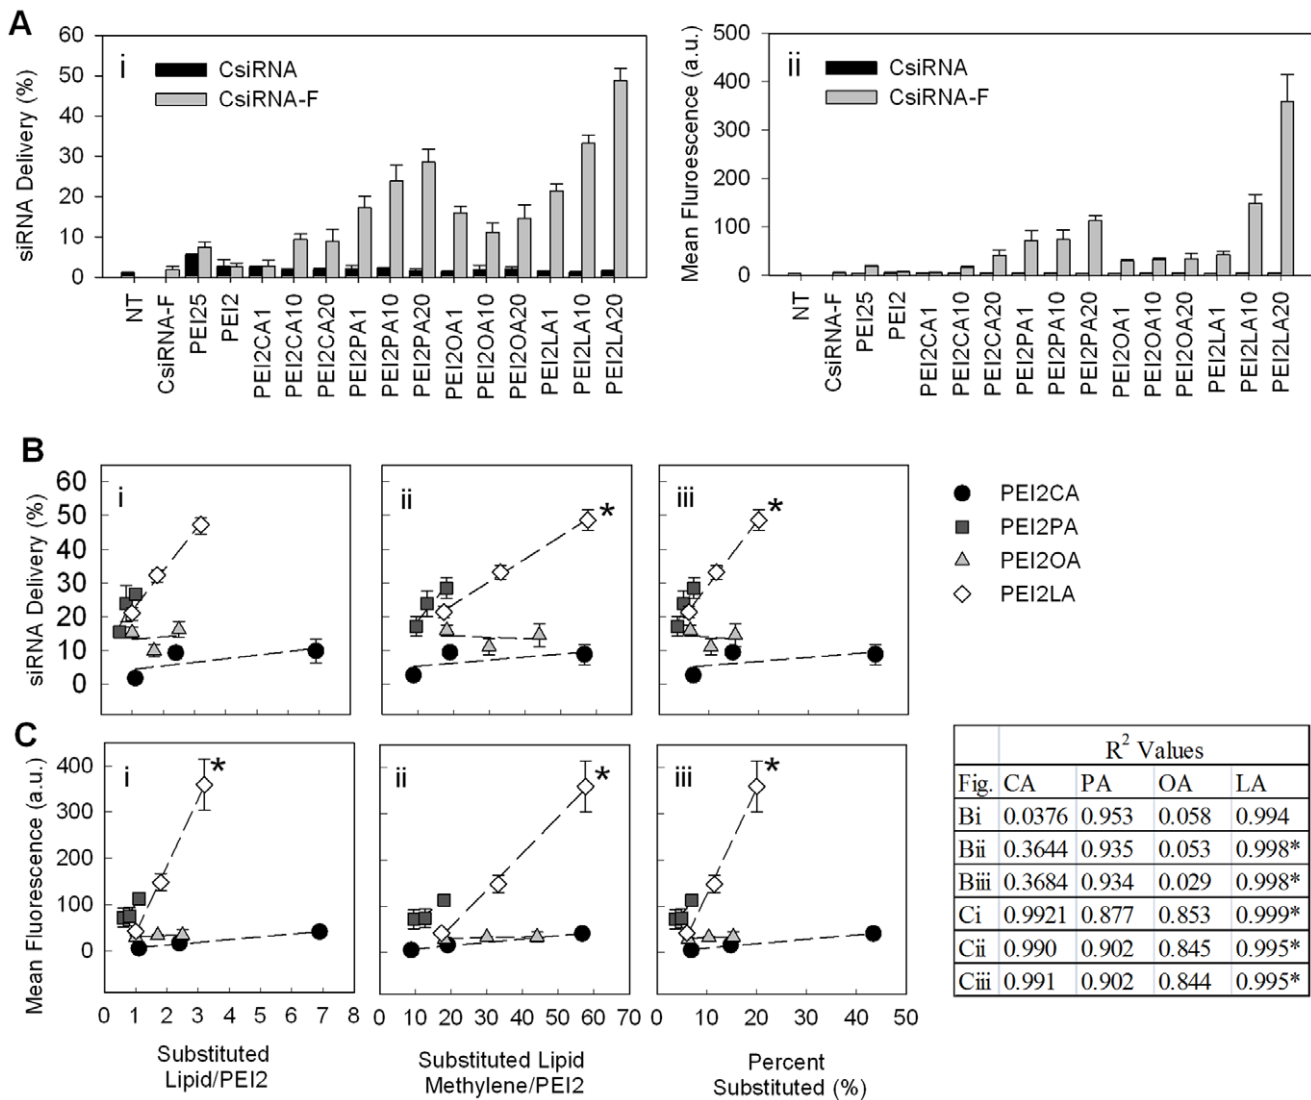 A
i
60
50
40
30
20
10
0
siRNA Delivery (%)
CsiRNA
CsiRNA-F
NT
CsiRNA-F
PEI25
PEI2
PEI2CA1
PEI2CA10
PEI2CA20
PEI2PA1
PEI2PA10
PEI2PA20
PEI2OA1
PEI2OA10
PEI2OA20
PEI2LA1
PEI2LA10
PEI2LA20
ii
500
400
300
200
100
0
Mean Fluroescence (a.u.)
CsiRNA
CsiRNA-F
NT
CsiRNA-F
PEI25
PEI2
PEI2CA1
PEI2CA10
PEI2CA20
PEI2PA1
PEI2PA10
PEI2PA20
PEI2OA1
PEI2OA10
PEI2OA20
PEI2LA1
PEI2LA10
PEI2LA20
B
siRNA Delivery (%)
60
50
40
30
20
10
0
i
ii
*
iii
*
PEI2CA
PEI2PA
PEI2OA
PEI2LA
C
Mean Fluorescence (a.u.)
400
300
200
100
0
i
*
ii
*
iii
*
0 1 2 3 4 5 6 7 8
0 10 20 30 40 50 60 70
0 10 20 30 40 50
Substituted
Lipid/PEI2
Substituted Lipid
Methylene/PEI2
Percent
Substituted (%)
R² Values
Fig. CA PA OA LA
Bi 0.0376 0.953 0.058 0.994
Bii 0.3644 0.935 0.053 0.998*
Biii 0.3684 0.934 0.029 0.998*
Ci 0.9921 0.877 0.853 0.999*
Cii 0.990 0.902 0.845 0.995*
Ciii 0.991 0.902 0.844 0.995*